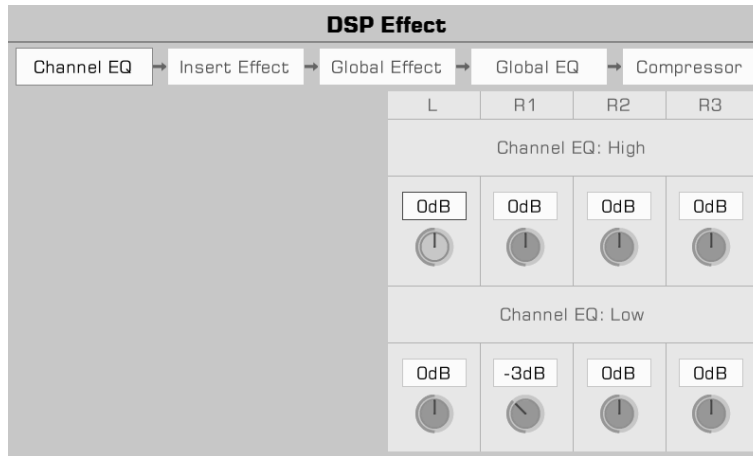 DSP Effect
Channel EQ Insert Effect Global Effect Global EQ Compressor
L R1 R2 R3
Channel EQ: High
0dB 0dB 0dB 0dB
Channel EQ: Low
0dB -3dB 0dB 0dB